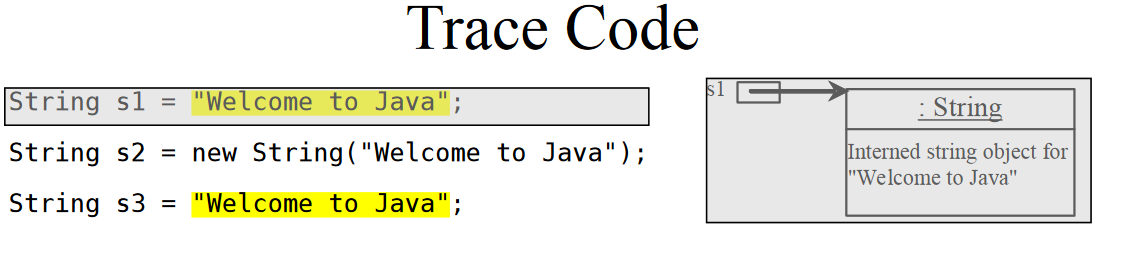 Trace Code
String s1 = "Welcome to Java";
String s2 = new String("Welcome to Java");
String s3 = "Welcome to Java";
s1
: String
Interned string object for
"Welcome to Java"